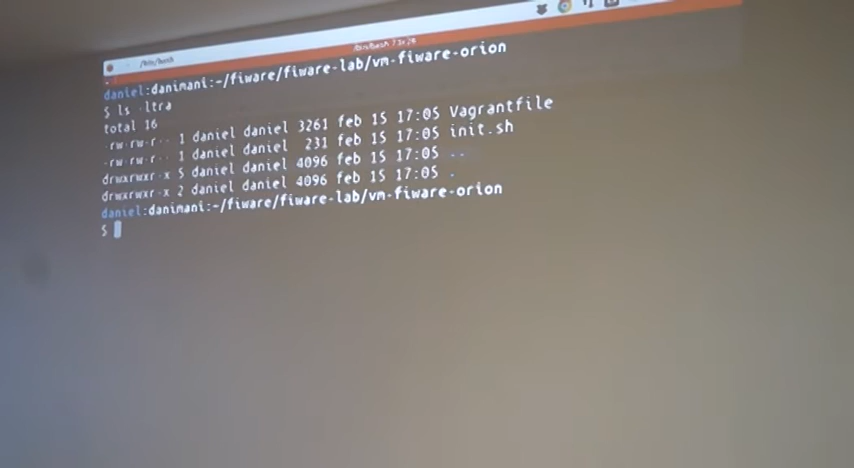 /bin/bash
/bin/bash 73x24
daniel:danimani:~/fiware/fiware-lab/vm-fiware-orion
$ ls -ltra
total 16
-rw-rw-r-- 1 daniel daniel 3261 feb 15 17:05 Vagrantfile
-rw-rw-r-- 1 daniel daniel 231 feb 15 17:05 init.sh
drwxrwxr-x 5 daniel daniel 4096 feb 15 17:05 ..
drwxrwxr-x 2 daniel daniel 4096 feb 15 17:05 .
daniel:danimani:~/fiware/fiware-lab/vm-fiware-orion
$